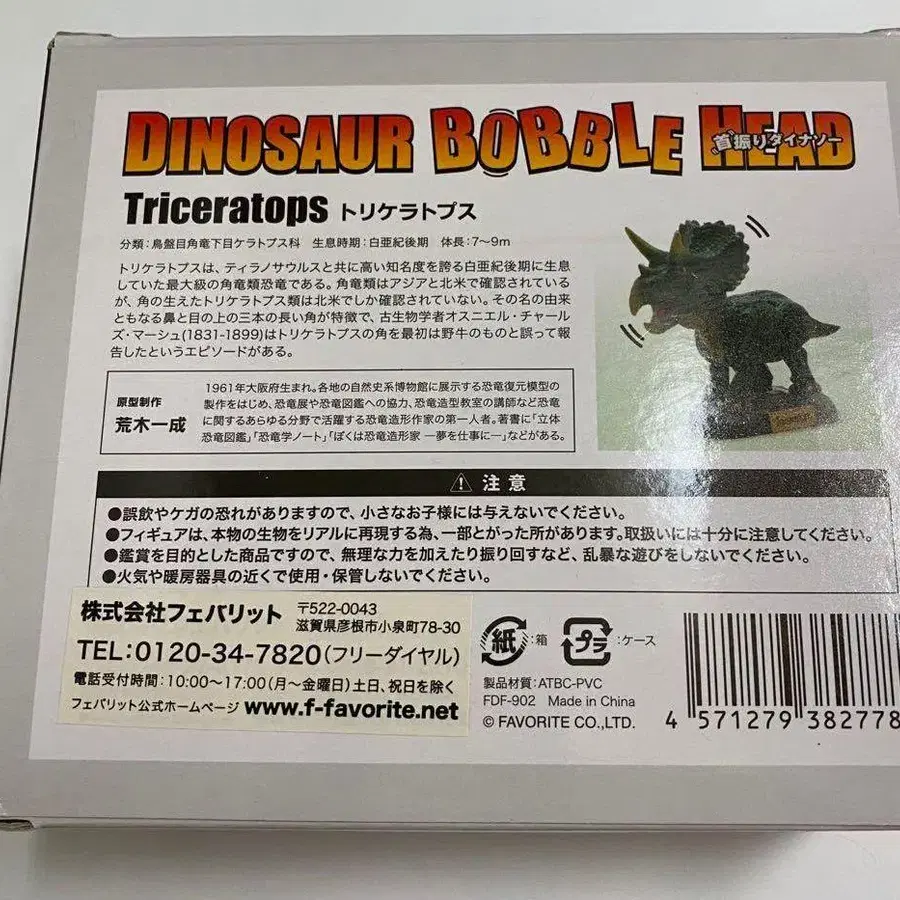 DINOSAUR BOBBLE HEAD
首振りダイナソー
Triceratops トリケラトプス
分類：鳥盤目角竜下目ケラトプス科 生息時期：白亜紀後期 体長：7〜9m
トリケラトプスは、ティラノサウルスと共に高い知名度を誇る白亜紀後期に生息
していた最大級の角竜類恐竜である。角竜類はアジアと北米で確認されている
が、角の生えたトリケラトプス類は北米でしか確認されていない。その名の由来
ともなる鼻と目の上の三本の長い角が特徴で、古生物学者オスニエル・チャール
ズ・マーシュ(1831-1899)はトリケラトプスの角を最初は野牛のものと誤って報
告したというエピソードがある。
原型制作
荒木一成
1961年大阪府生まれ。各地の自然史系博物館に展示する恐竜復元模型の
製作をはじめ、恐竜展や恐竜図鑑への協力、恐竜造型教室の講師など恐竜
に関するあらゆる分野で活躍する恐竜造形作家の第一人者。著書に「立体
恐竜図鑑」「恐竜学ノート」「ぼくは恐竜造形家 ―夢を仕事に―」などがある。
⚠ 注意
●誤飲やケガの恐れがありますので、小さなお子様には与えないでください。
●フィギュアは、本物の生物をリアルに再現する為、一部とがった所があります。取扱いには十分に注意してください。
●鑑賞を目的とした商品ですので、無理な力を加えたり振り回すなど、乱暴な遊びをしないでください。
●火気や暖房器具の近くで使用・保管しないでください。
株式会社フェバリット 〒522-0043
滋賀県彦根市小泉町78-30
TEL:0120-34-7820(フリーダイヤル)
電話受付時間：10:00〜17:00(月〜金曜日)土日、祝日を除く
フェバリット公式ホームページ www.f-favorite.net
紙：箱 プラ：ケース
製品材質：ATBC-PVC
FDF-902 Made in China
© FAVORITE CO.,LTD.
4 571279 382778